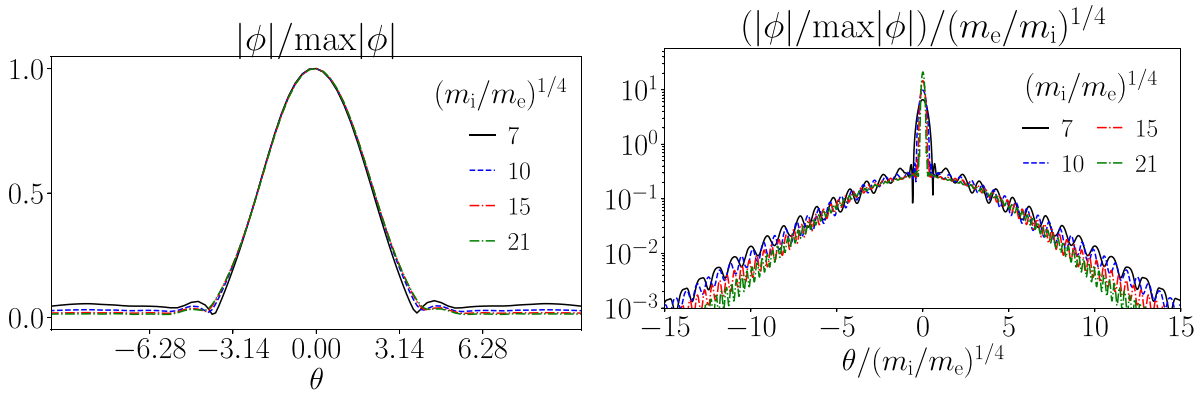 |ϕ|/max|ϕ|
1.0
0.5
0.0
(m_i/m_e)^{1/4}
7
10
15
21
−6.28 −3.14 0.00 3.14 6.28
θ
(|ϕ|/max|ϕ|)/(m_e/m_i)^{1/4}
10^1
10^0
10^{−1}
10^{−2}
10^{−3}
(m_i/m_e)^{1/4}
7 15
10 21
−15 −10 −5 0 5 10 15
θ/(m_i/m_e)^{1/4}